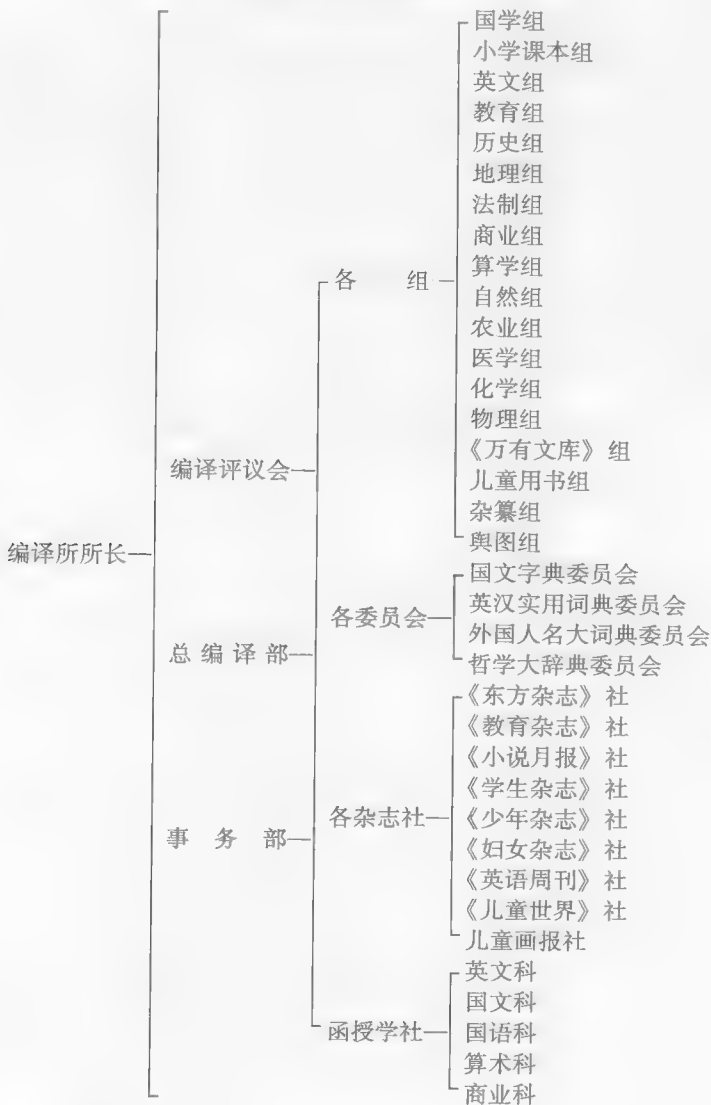 编译所所长
编译评议会
总编译部
事务部
各组
国学组
小学课本组
英文组
教育组
历史组
地理组
法制组
商业组
算学组
自然组
农业组
医学组
化学组
物理组
《万有文库》组
儿童用书组
杂纂组
舆图组
各委员会
国文字典委员会
英汉实用词典委员会
外国人名大词典委员会
哲学大辞典委员会
各杂志社
《东方杂志》社
《教育杂志》社
《小说月报》社
《学生杂志》社
《少年杂志》社
《妇女杂志》社
《英语周刊》社
《儿童世界》社
儿童画报社
函授学社
英文科
国文科
国语科
算术科
商业科